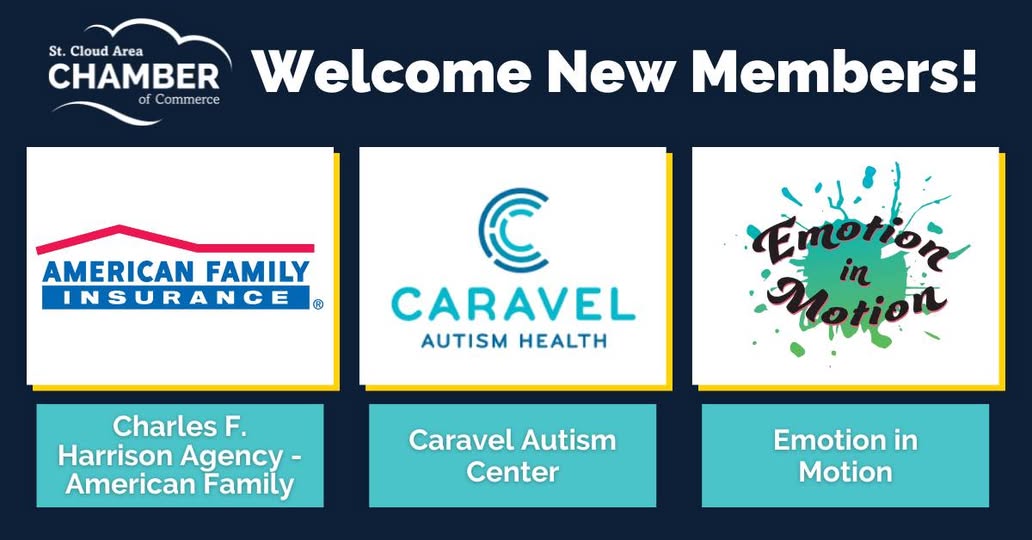 St. Cloud Area
CHAMBER
of Commerce
Welcome New Members!
AMERICAN FAMILY
INSURANCE ®
CARAVEL
AUTISM HEALTH
Emotion
in
Motion
Charles F.
Harrison Agency -
American Family
Caravel Autism
Center
Emotion in
Motion